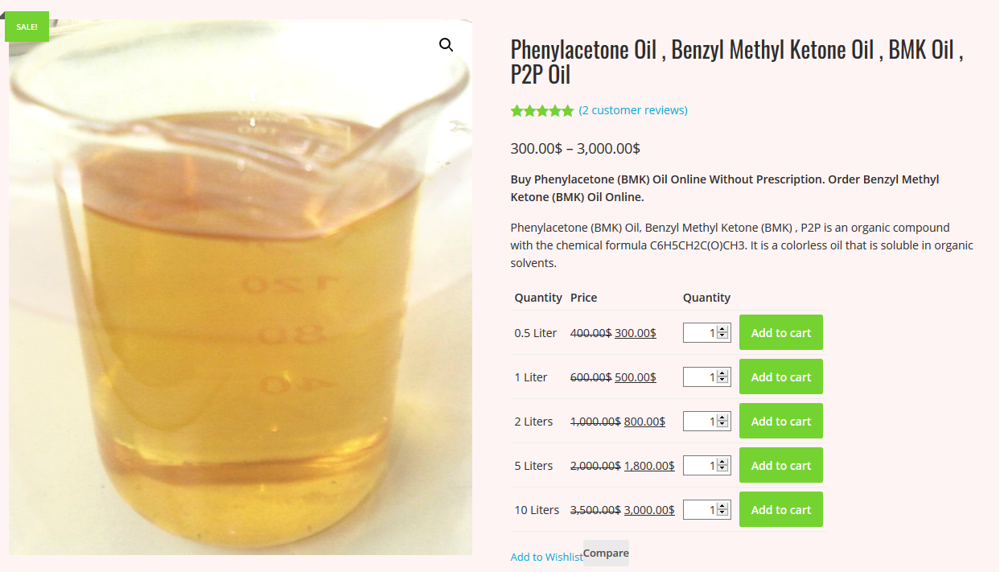 SALE!
Phenylacetone Oil , Benzyl Methyl Ketone Oil , BMK Oil ,
P2P Oil
(2 customer reviews)
300.00$ – 3,000.00$
Buy Phenylacetone (BMK) Oil Online Without Prescription. Order Benzyl Methyl
Ketone (BMK) Oil Online.
Phenylacetone (BMK) Oil, Benzyl Methyl Ketone (BMK) , P2P is an organic compound
with the chemical formula C6H5CH2C(O)CH3. It is a colorless oil that is soluble in organic
solvents.
Quantity Price Quantity
0.5 Liter 400.00$ 300.00$ 1 Add to cart
1 Liter 600.00$ 500.00$ 1 Add to cart
2 Liters 1,000.00$ 800.00$ 1 Add to cart
5 Liters 2,000.00$ 1,800.00$ 1 Add to cart
10 Liters 3,500.00$ 3,000.00$ 1 Add to cart
Add to Wishlist Compare
120
80
40